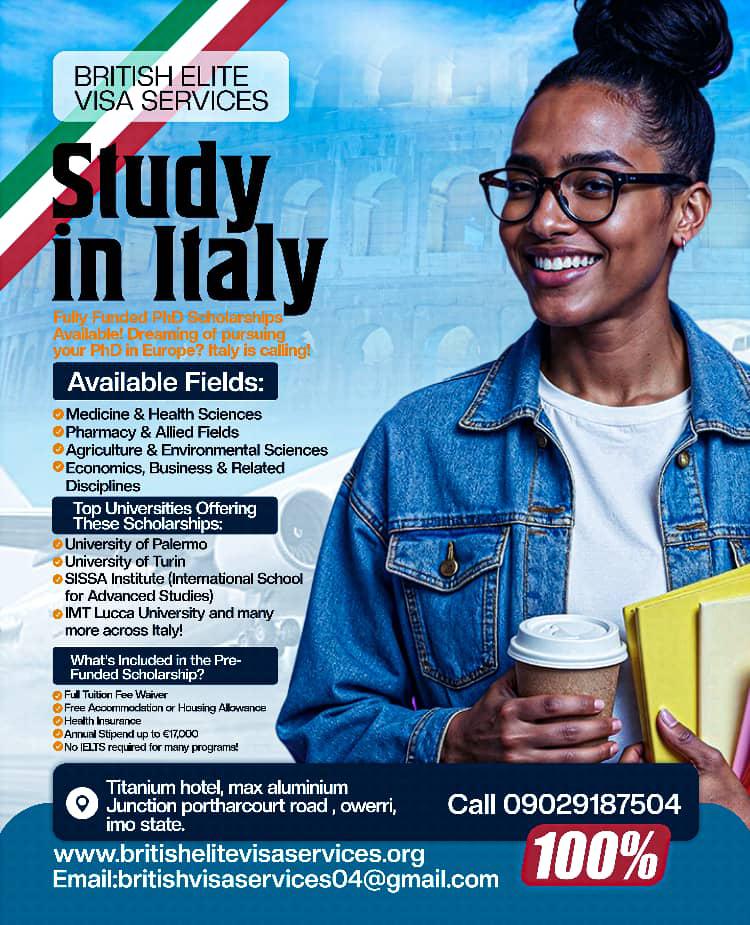 BRITISH ELITE
VISA SERVICES
Study
in Italy
Fully Funded PhD Scholarships
Available! Dreaming of pursuing
your PhD in Europe? Italy is calling!
Available Fields:
Medicine & Health Sciences
Pharmacy & Allied Fields
Agriculture & Environmental Sciences
Economics, Business & Related
Disciplines
Top Universities Offering
These Scholarships:
University of Palermo
University of Turin
SISSA Institute (International School
for Advanced Studies)
IMT Lucca University and many
more across Italy!
What's Included in the Pre-
Funded Scholarship?
Full Tuition Fee Waiver
Free Accommodation or Housing Allowance
Health Insurance
Annual Stipend up to €17,000
No IELTS required for many programs!
Titanium hotel, max aluminium
Junction portharcourt road , owerri,
imo state.
Call 09029187504
www.britishelitevisaservices.org
Email:britishvisaservices04@gmail.com
100%